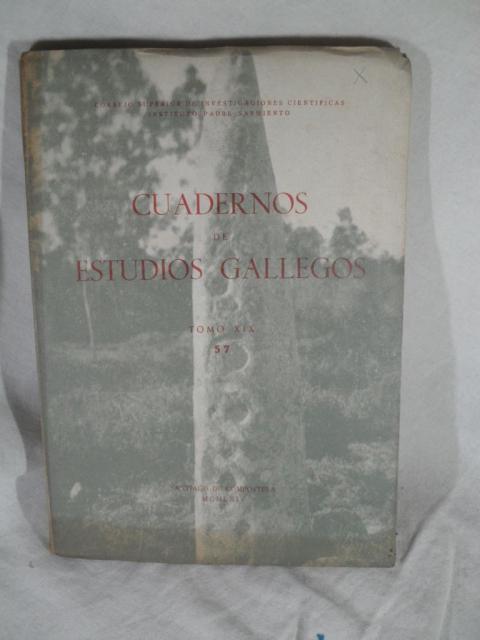 CONSEJO SUPERIOR DE INVESTIGACIONES CIENTIFICAS
INSTITUTO PADRE SARMIENTO
CUADERNOS
DE
ESTUDIOS GALLEGOS
TOMO XIX
57
SANTIAGO DE COMPOSTELA